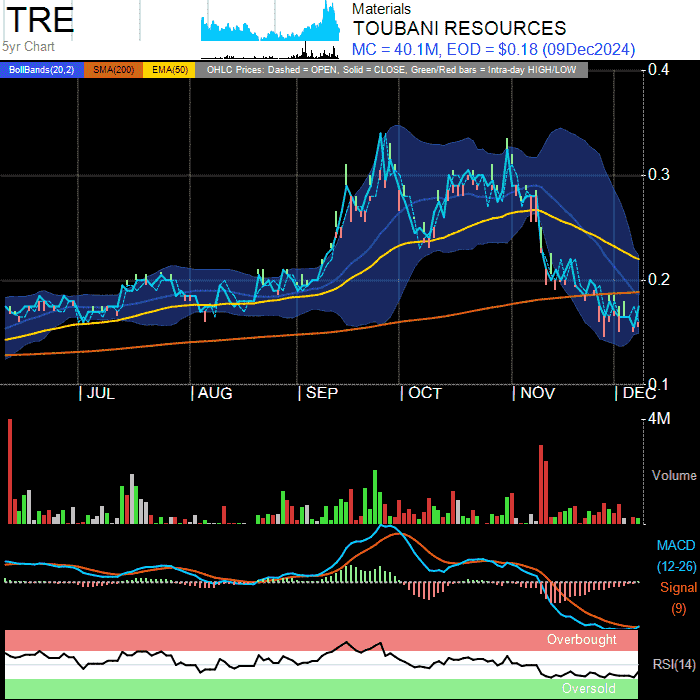 TRE
5yr Chart
Materials
TOUBANI RESOURCES
MC = 40.1M, EOD = $0.18 (09Dec2024)
BollBands(20,2) SMA(200) EMA(50) OHLC Prices: Dashed = OPEN, Solid = CLOSE, Green/Red bars = Intra-day HIGH/LOW
0.4
0.3
0.2
0.1
JUL AUG SEP OCT NOV DEC
4M
Volume
MACD
(12-26)
Signal
(9)
Overbought
RSI(14)
Oversold